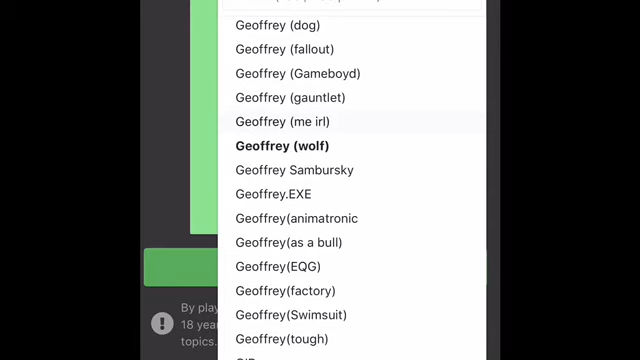 Geoffrey (dog)
Geoffrey (fallout)
Geoffrey (Gameboyd)
Geoffrey (gauntlet)
Geoffrey (me irl)
Geoffrey (wolf)
Geoffrey Sambursky
Geoffrey.EXE
Geoffrey(animatronic
Geoffrey(as a bull)
Geoffrey(EQG)
Geoffrey(factory)
Geoffrey(Swimsuit)
Geoffrey(tough)
By play
18 year
topics.